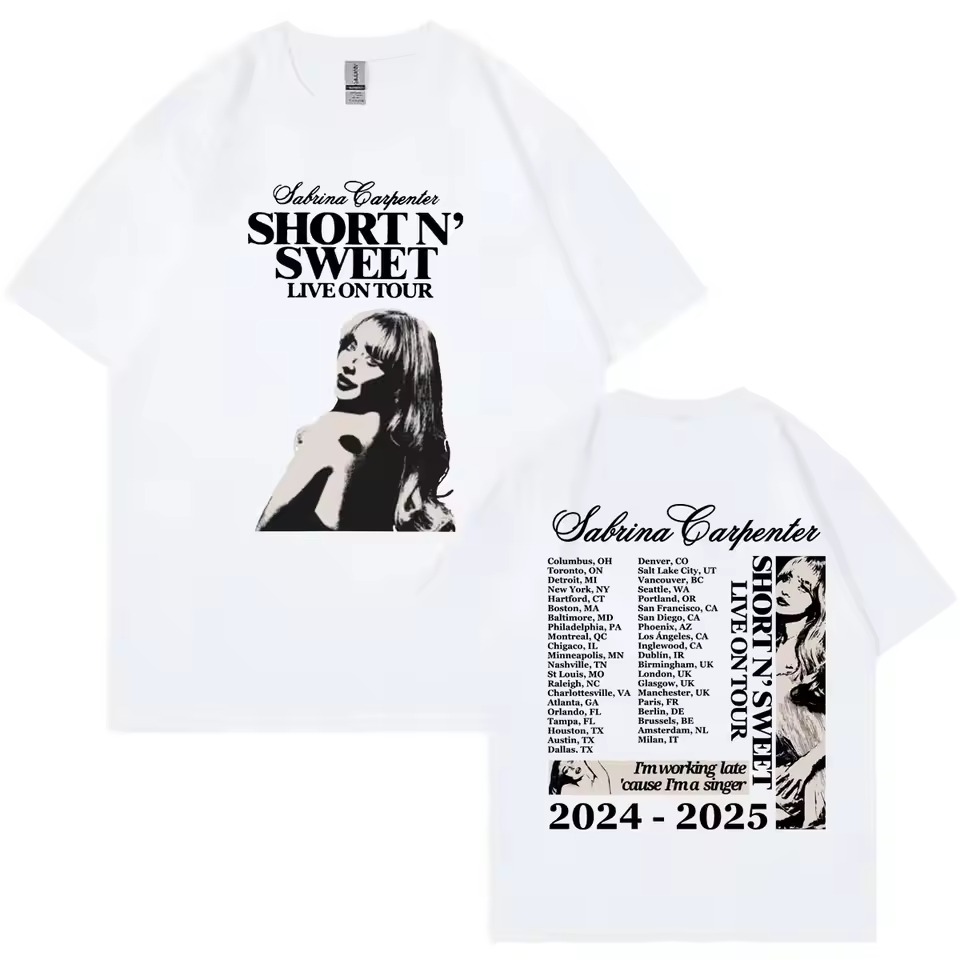 Sabrina Carpenter
SHORT N'
SWEET
LIVE ON TOUR
Sabrina Carpenter
Columbus, OH
Toronto, ON
Detroit, MI
New York, NY
Hartford, CT
Boston, MA
Baltimore, MD
Philadelphia, PA
Montreal, QC
Chigaco, IL
Minneapolis, MN
Nashville, TN
St Louis, MO
Raleigh, NC
Charlottesville, VA
Atlanta, GA
Orlando, FL
Tampa, FL
Houston, TX
Austin, TX
Dallas. TX
Denver, CO
Salt Lake City, UT
Vancouver, BC
Seattle, WA
Portland, OR
San Francisco, CA
San Diego, CA
Phoenix, AZ
Los Ángeles, CA
Inglewood, CA
Dublín, IR
Birmingham, UK
London, UK
Glasgow, UK
Manchester, UK
Paris, FR
Berlin, DE
Brussels, BE
Amsterdam, NL
Milan, IT
SHORT N' SWEET
LIVE ON TOUR
I'm working late
'cause I'm a singer
2024 - 2025